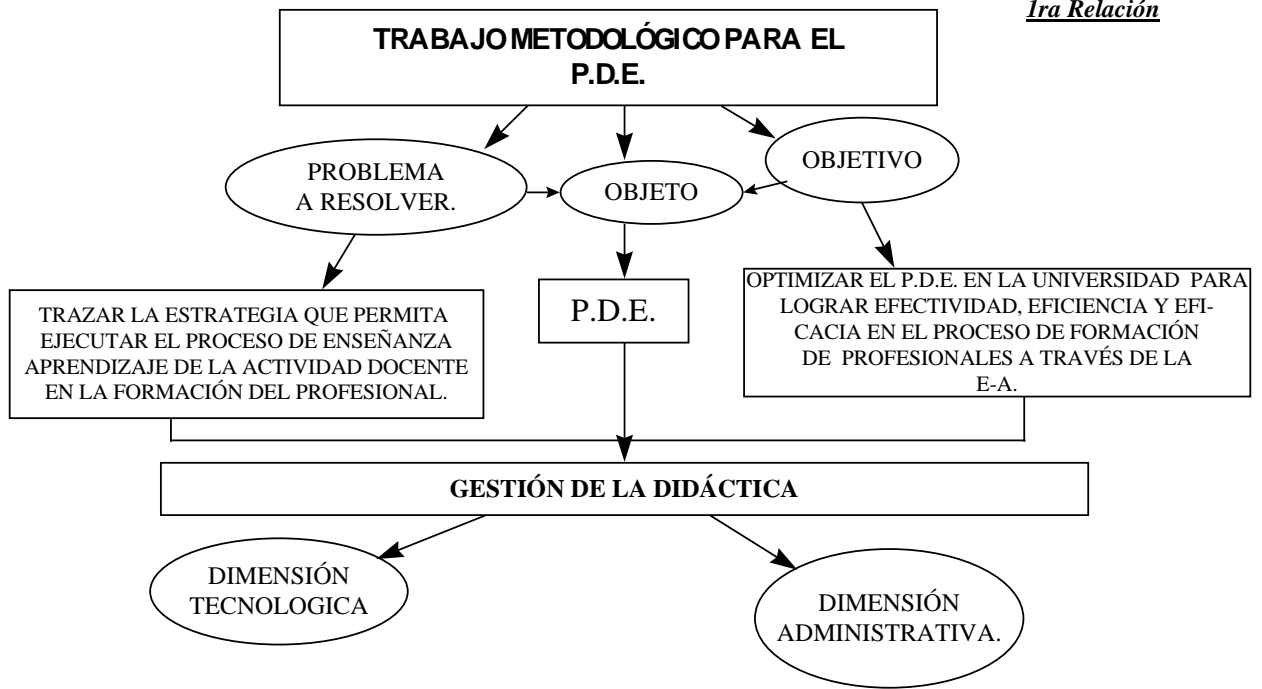 1ra Relación
TRABAJO METODOLÓGICO PARA EL
P.D.E.
PROBLEMA
A RESOLVER.
OBJETO
OBJETIVO
TRAZAR LA ESTRATEGIA QUE PERMITA
EJECUTAR EL PROCESO DE ENSEÑANZA
APRENDIZAJE DE LA ACTIVIDAD DOCENTE
EN LA FORMACIÓN DEL PROFESIONAL.
P.D.E.
OPTIMIZAR EL P.D.E. EN LA UNIVERSIDAD PARA
LOGRAR EFECTIVIDAD, EFICIENCIA Y EFI-
CACIA EN EL PROCESO DE FORMACIÓN
DE PROFESIONALES A TRAVÉS DE LA
E-A.
GESTIÓN DE LA DIDÁCTICA
DIMENSIÓN
TECNOLOGICA
DIMENSIÓN
ADMINISTRATIVA.